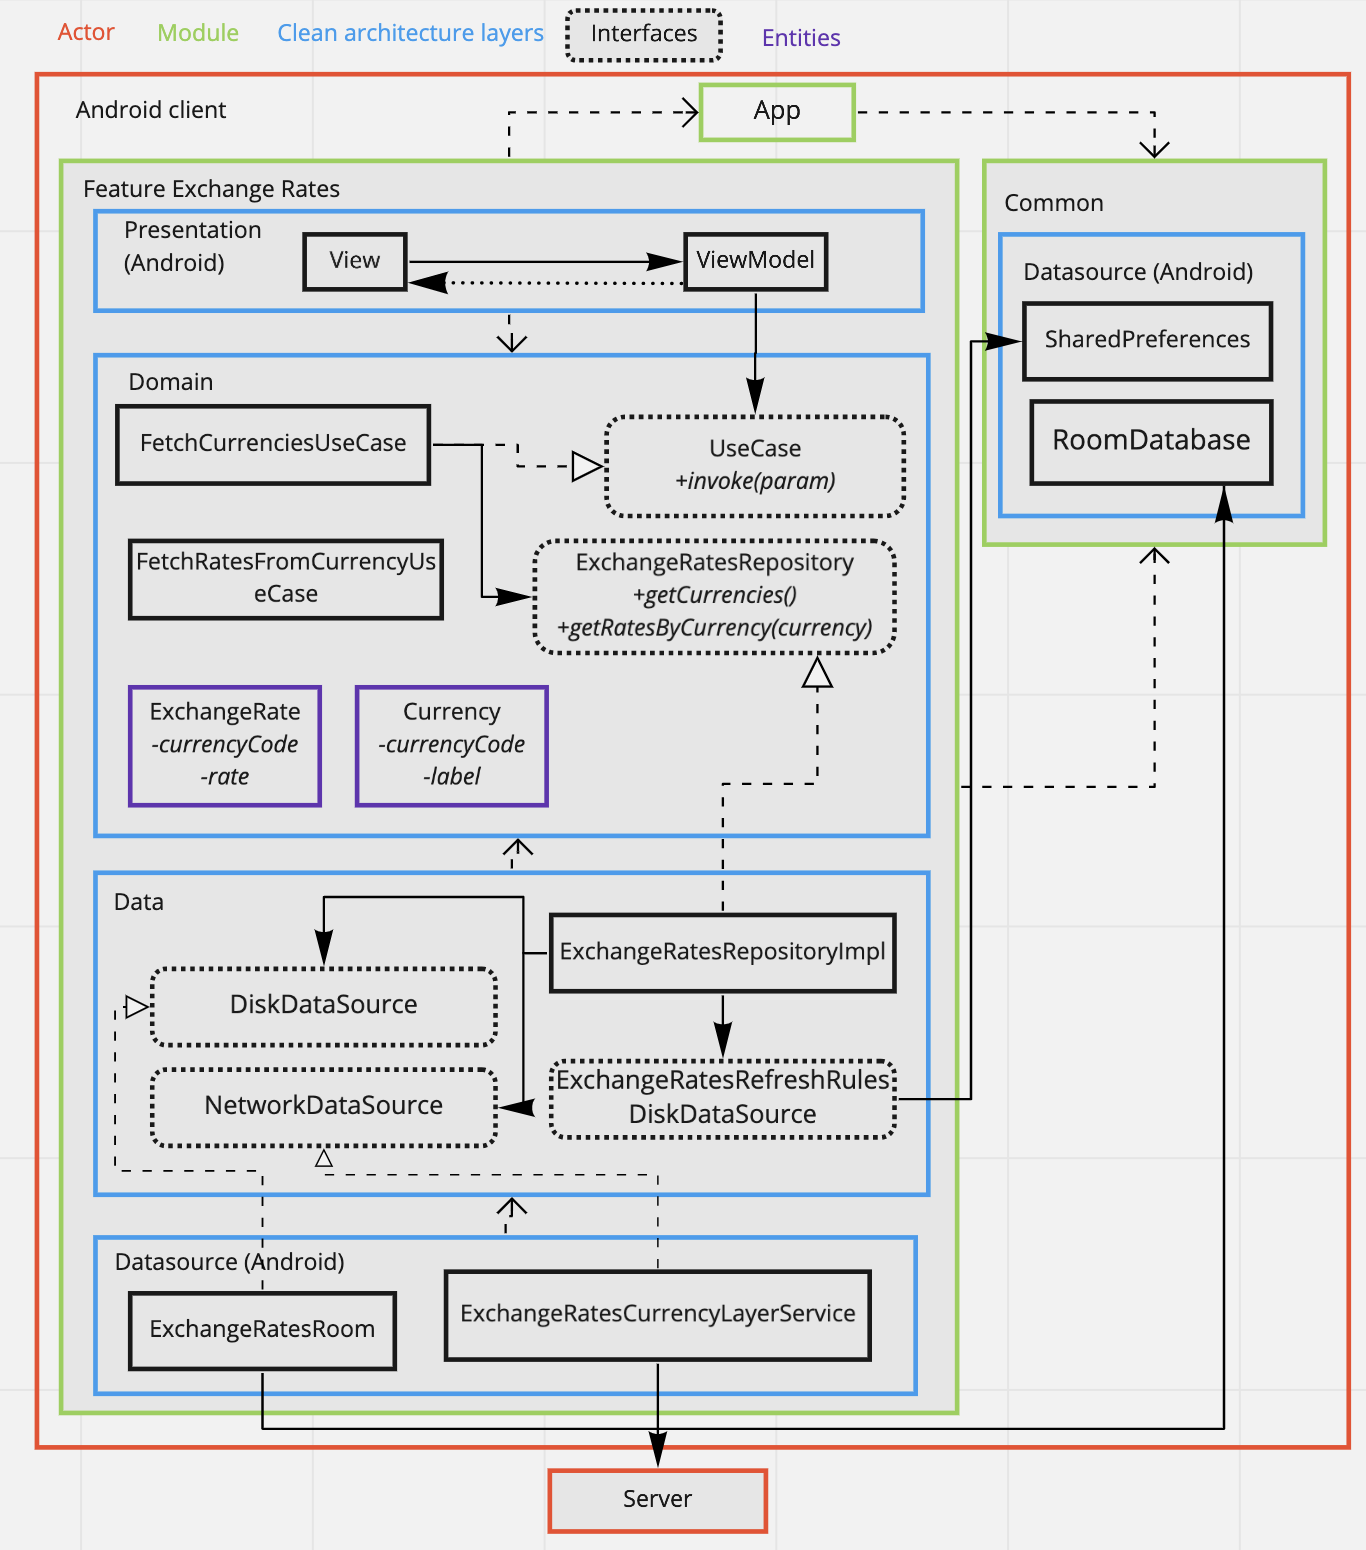 Actor
Module
Clean architecture layers
Interfaces
Entities
Android client
App
Feature Exchange Rates
Common
Presentation
(Android)
View
ViewModel
Datasource (Android)
SharedPreferences
RoomDatabase
Domain
FetchCurrenciesUseCase
UseCase
+invoke(param)
FetchRatesFromCurrencyUs
eCase
ExchangeRatesRepository
+getCurrencies()
+getRatesByCurrency(currency)
ExchangeRate
-currencyCode
-rate
Currency
-currencyCode
-label
Data
ExchangeRatesRepositoryImpl
DiskDataSource
NetworkDataSource
ExchangeRatesRefreshRules
DiskDataSource
Datasource (Android)
ExchangeRatesRoom
ExchangeRatesCurrencyLayerService
Server